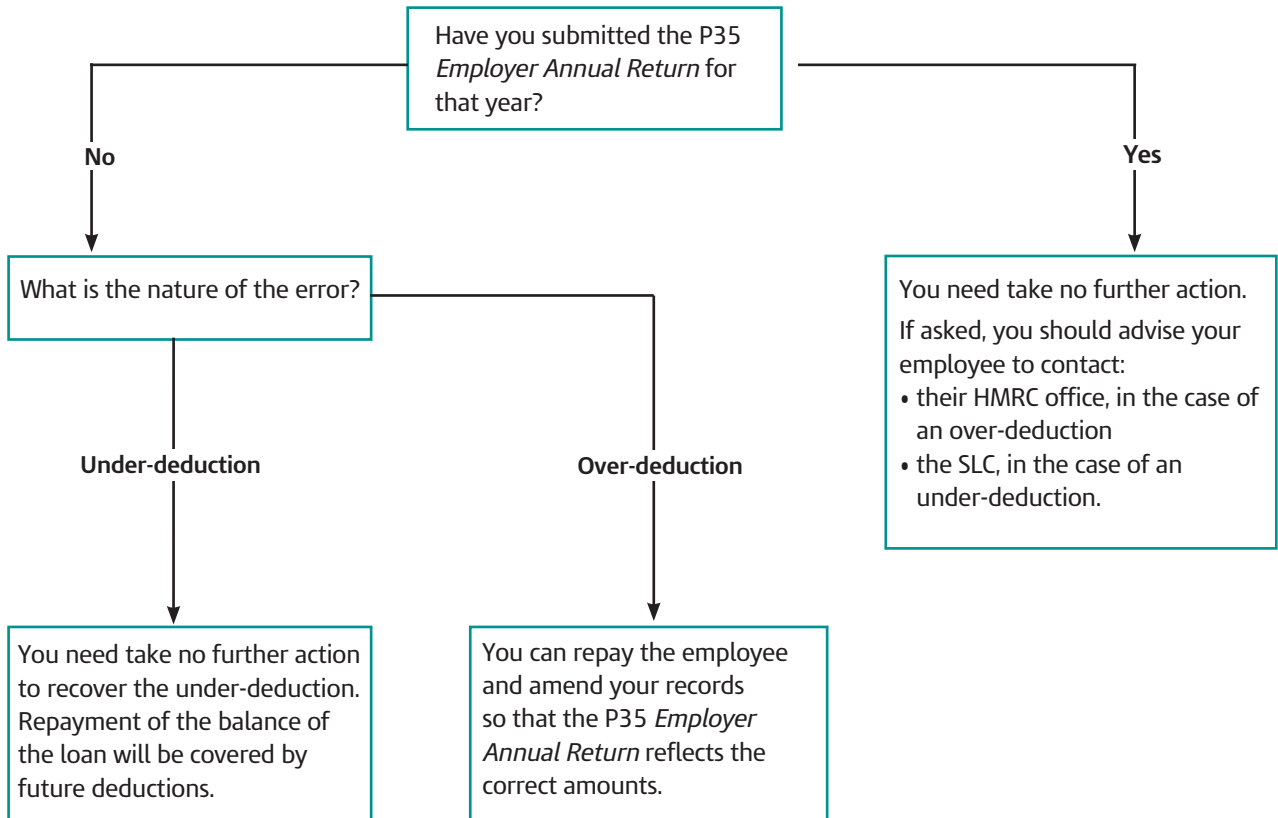 Have you submitted the P35
Employer Annual Return for
that year?
No
Yes
What is the nature of the error?
You need take no further action.
If asked, you should advise your
employee to contact:
• their HMRC office, in the case of
an over-deduction
• the SLC, in the case of an
under-deduction.
Under-deduction
Over-deduction
You need take no further action
to recover the under-deduction.
Repayment of the balance of
the loan will be covered by
future deductions.
You can repay the employee
and amend your records
so that the P35 Employer
Annual Return reflects the
correct amounts.